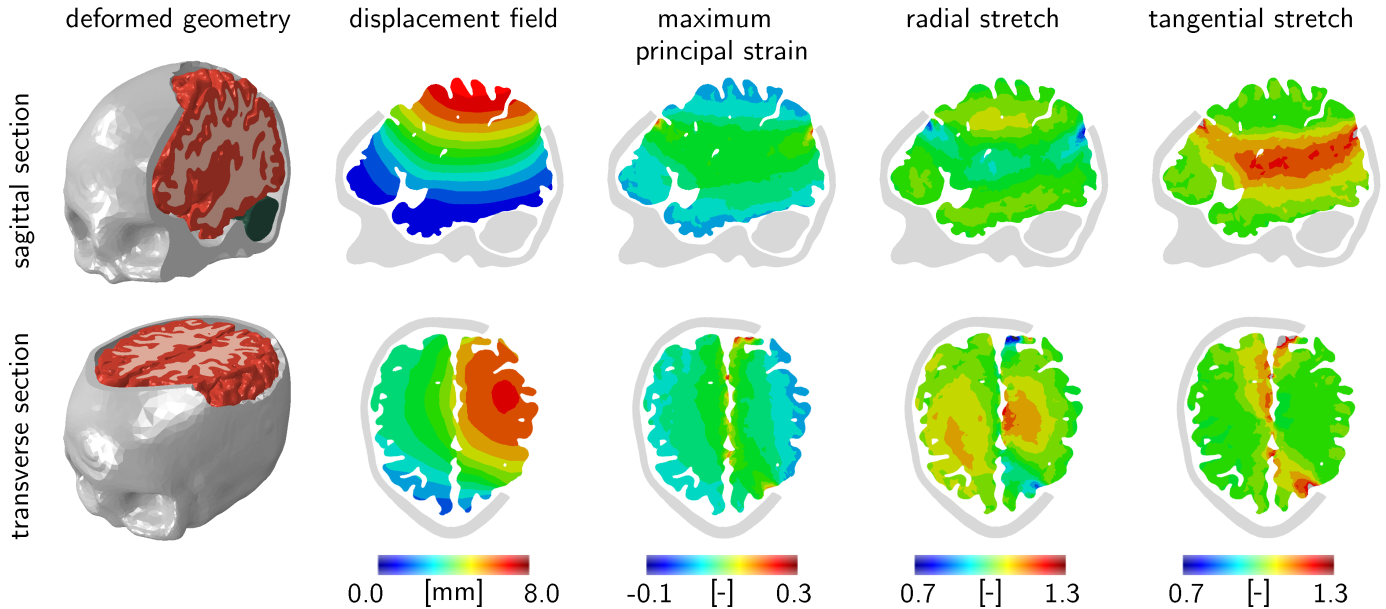 deformed geometry
displacement field
maximum
principal strain
radial stretch
tangential stretch
sagittal section
transverse section
0.0 [mm] 8.0
-0.1 [-] 0.3
0.7 [-] 1.3
0.7 [-] 1.3